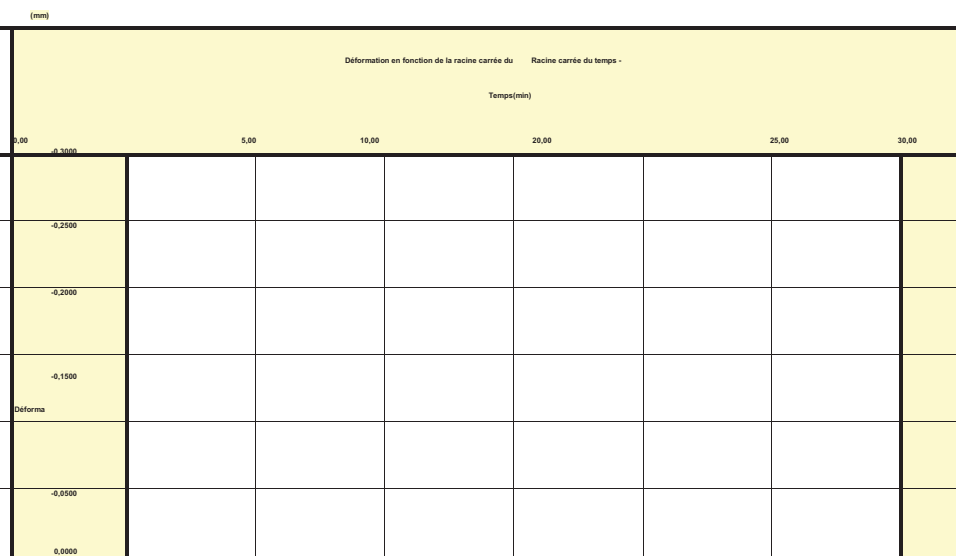 (mm)
Déformation en fonction de la racine carrée du Racine carrée du temps -
Temps(min)
0,00 5,00 10,00 20,00 25,00 30,00
-0,3000
-0,2500
-0,2000
-0,1500
Déforma
-0,0500
0,0000